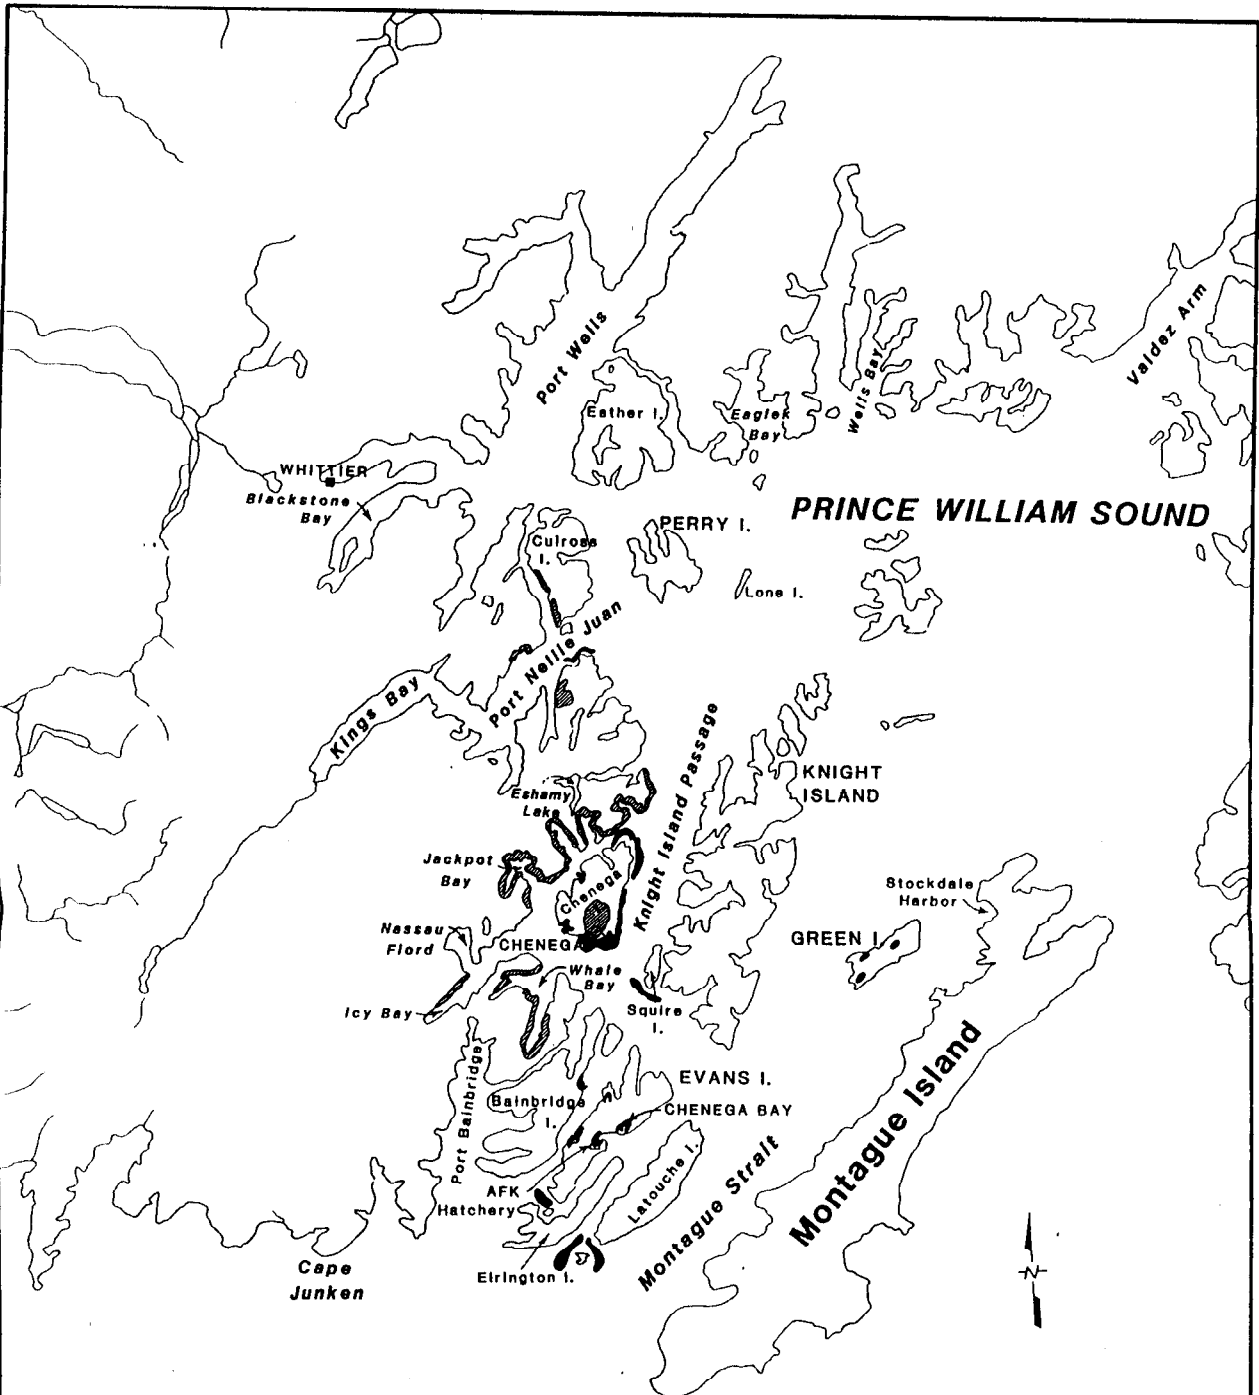 Port Wells
Valdez Arm
Esther I.
Eaglek
Bay
Wells Bay
WHITTIER
Blackstone
Bay
PRINCE WILLIAM SOUND
PERRY I.
Culross
I.
Lone I.
Port Nellie Juan
Kings Bay
Knight Island Passage
KNIGHT
ISLAND
Eshamy
Lake
Jackpot
Bay
Chenega
Stockdale
Harbor
Nassau
Fiord
CHENEGA
GREEN I.
Whale
Bay
Icy Bay
Squire
I.
Port Bainbridge
EVANS I.
Bainbridge
I.
CHENEGA BAY
Montague Island
AFK
Hatchery
Latouche I.
Montague Strait
Cape
Junken
Elrington I.
N